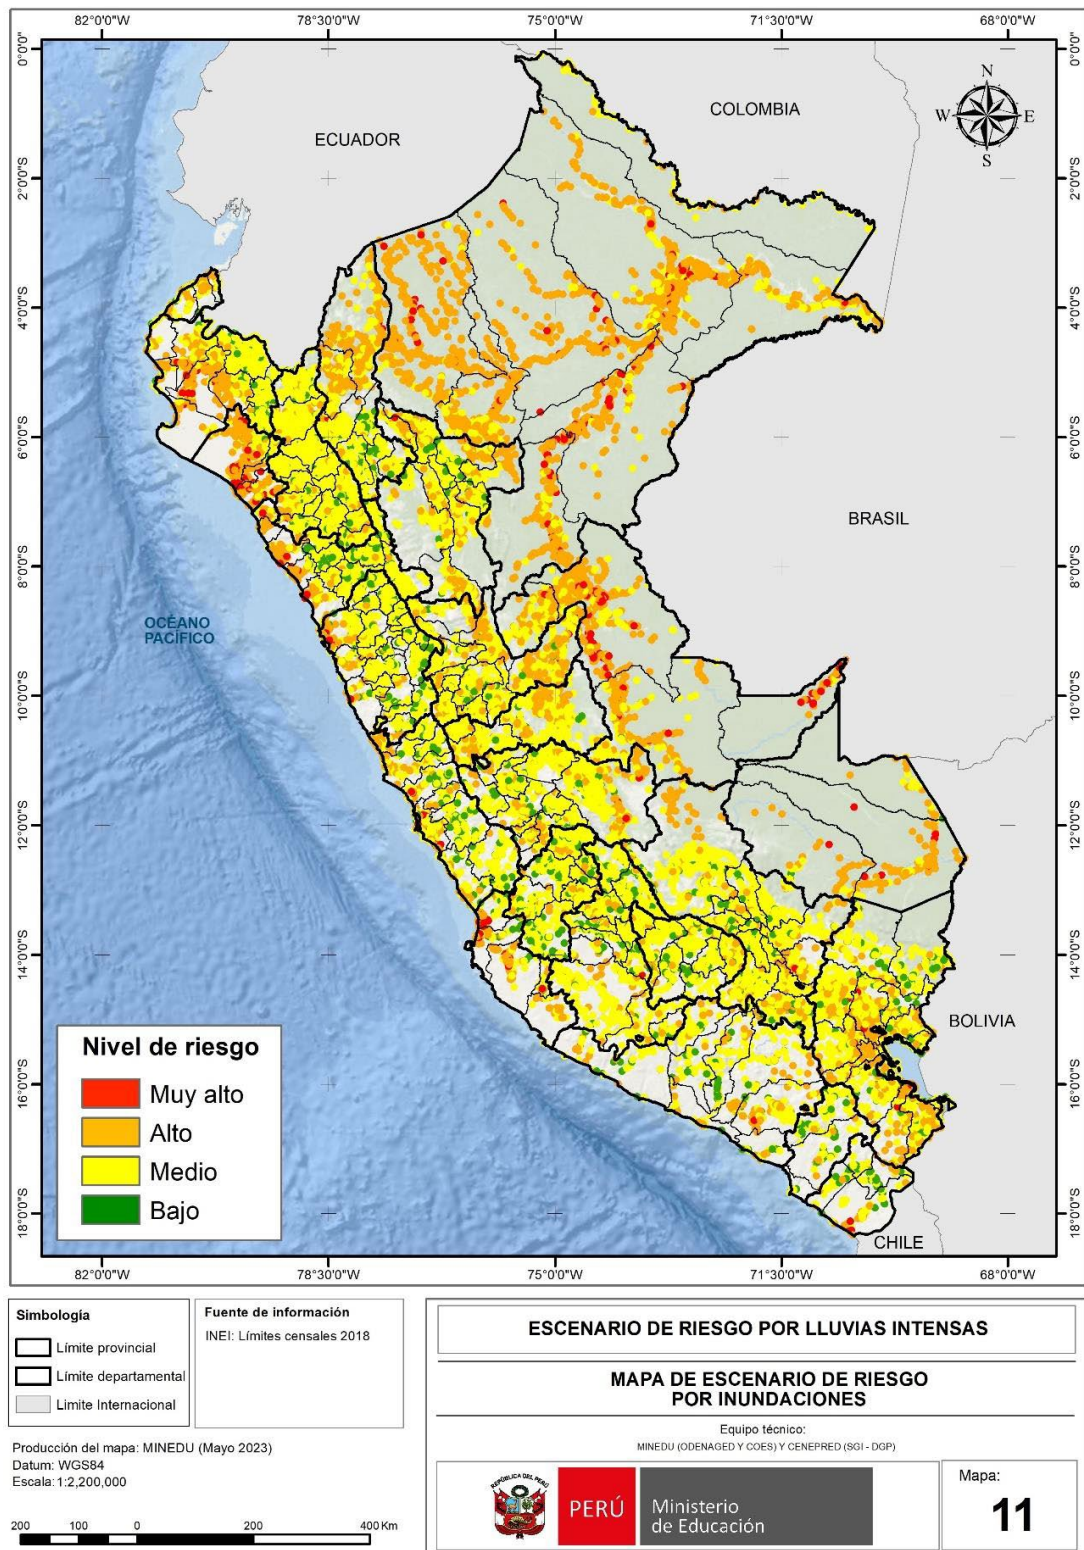 82°0'0"W 78°30'0"W 75°0'0"W 71°30'0"W 68°0'0"W
0°0'0" 0°0'0"
2°0'0"S 2°0'0"S
4°0'0"S 4°0'0"S
6°0'0"S 6°0'0"S
8°0'0"S 8°0'0"S
10°0'0"S 10°0'0"S
12°0'0"S 12°0'0"S
14°0'0"S 14°0'0"S
16°0'0"S 16°0'0"S
18°0'0"S 18°0'0"S
N
W E
S
COLOMBIA
ECUADOR
BRASIL
OCÉANO
PACÍFICO
BOLIVIA
CHILE
Nivel de riesgo
Muy alto
Alto
Medio
Bajo
82°0'0"W 78°30'0"W 75°0'0"W 71°30'0"W 68°0'0"W
Simbología
Límite provincial
Límite departamental
Limite Internacional
Fuente de información
INEI: Límites censales 2018
Producción del mapa: MINEDU (Mayo 2023)
Datum: WGS84
Escala: 1:2,200,000
200 100 0 200 400 Km
ESCENARIO DE RIESGO POR LLUVIAS INTENSAS
MAPA DE ESCENARIO DE RIESGO
POR INUNDACIONES
Equipo técnico:
MINEDU (ODENAGED Y COES) Y CENEPRED (SGI - DGP)
REPÚBLICA DEL PERÚ
PERÚ
Ministerio
de Educación
Mapa:
11